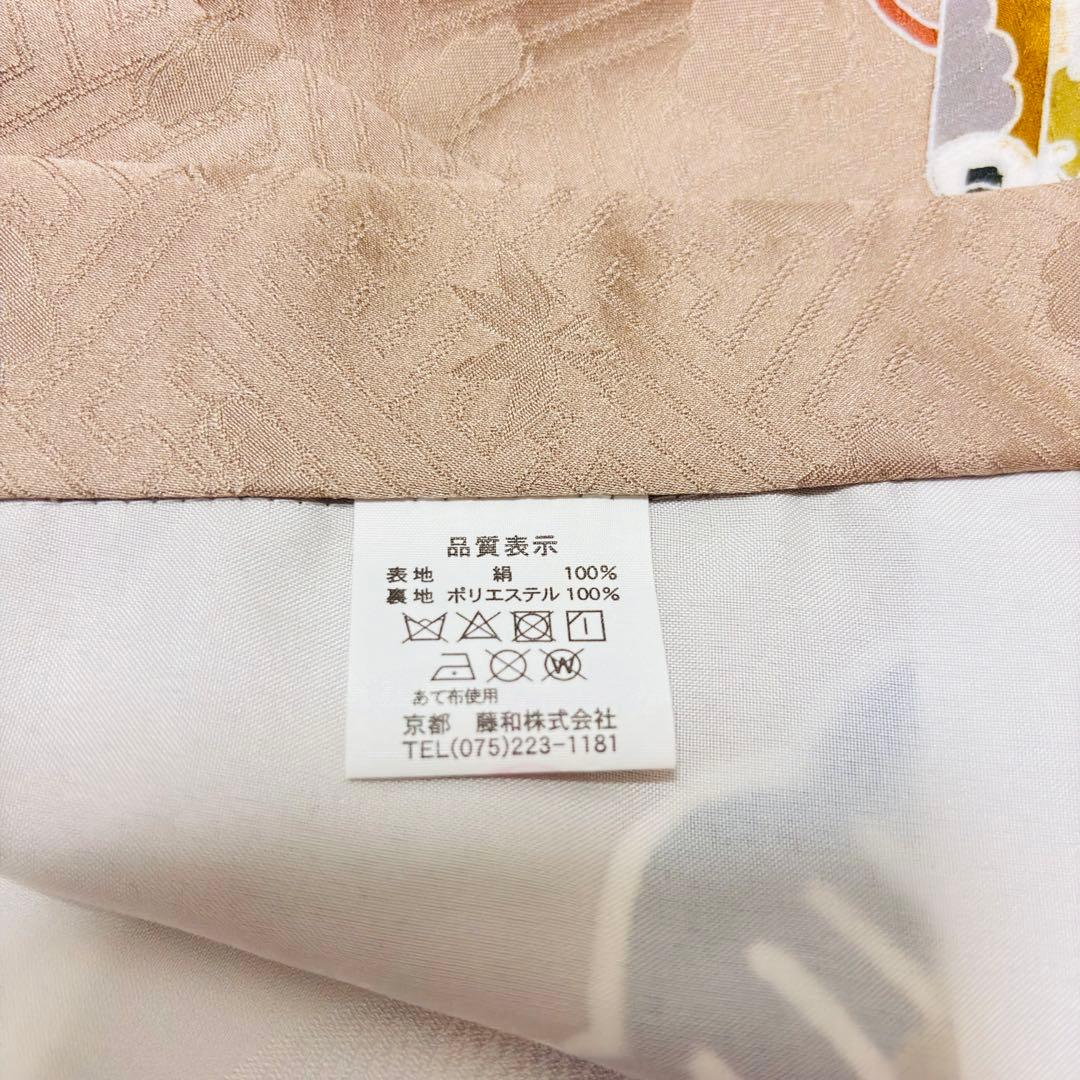 品質表示
表地 絹 100%
裏地 ポリエステル 100%
W
あて布使用
京都 藤和株式会社
TEL(075)223-1181